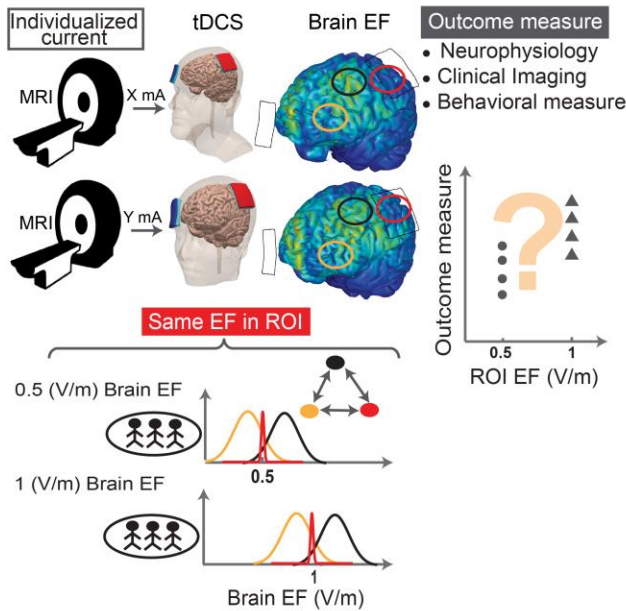 Individualized
current
tDCS
Brain EF
Outcome measure
• Neurophysiology
• Clinical Imaging
• Behavioral measure
MRI
X mA
MRI
Y mA
Outcome measure
?
0.5
1
ROI EF (V/m)
Same EF in ROI
0.5 (V/m) Brain EF
0.5
1 (V/m) Brain EF
1
Brain EF (V/m)